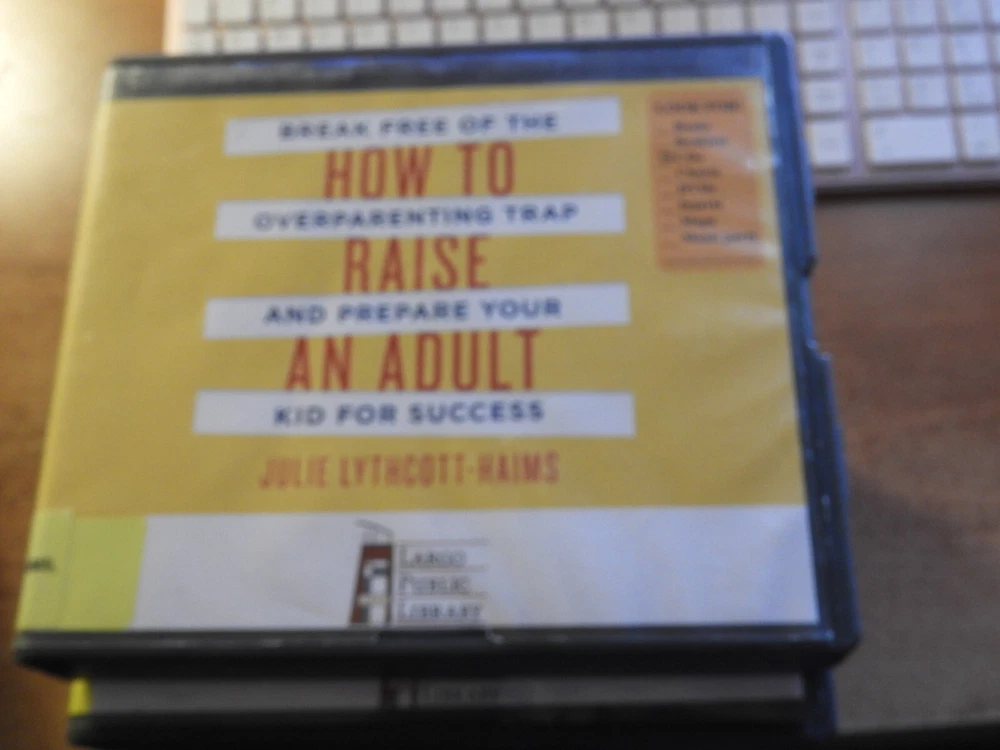 BREAK FREE OF THE
HOW TO
OVERPARENTING TRAP
RAISE
AND PREPARE YOUR
AN ADULT
KID FOR SUCCESS
JULIE LYTHCOTT-HAIMS
LARGO
PUBLIC
LIBRARY